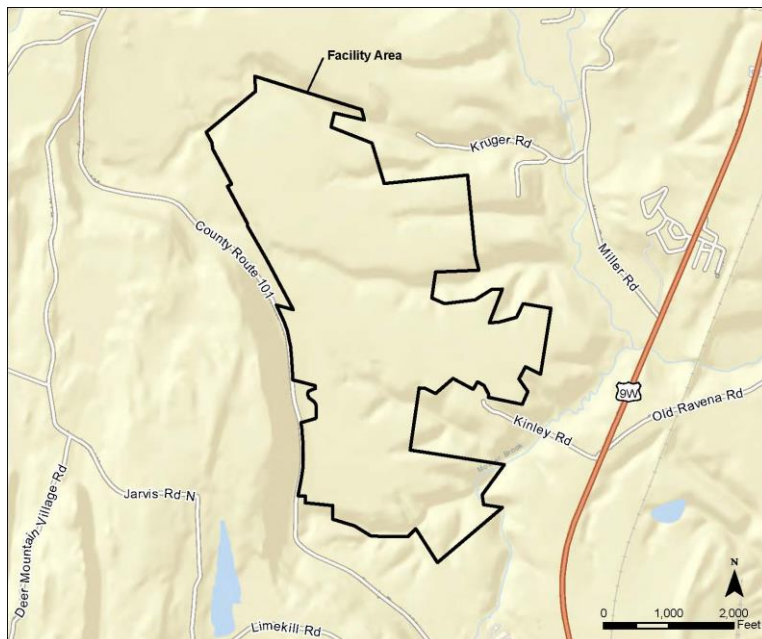 Facility Area
Kruger Rd
County Route 101
Miller Rd
9W
Old Ravena Rd
Kinley Rd
Deer Mountain Village Rd
Jarvis Rd N
Limekill Rd
N
0 1,000 2,000
Feet